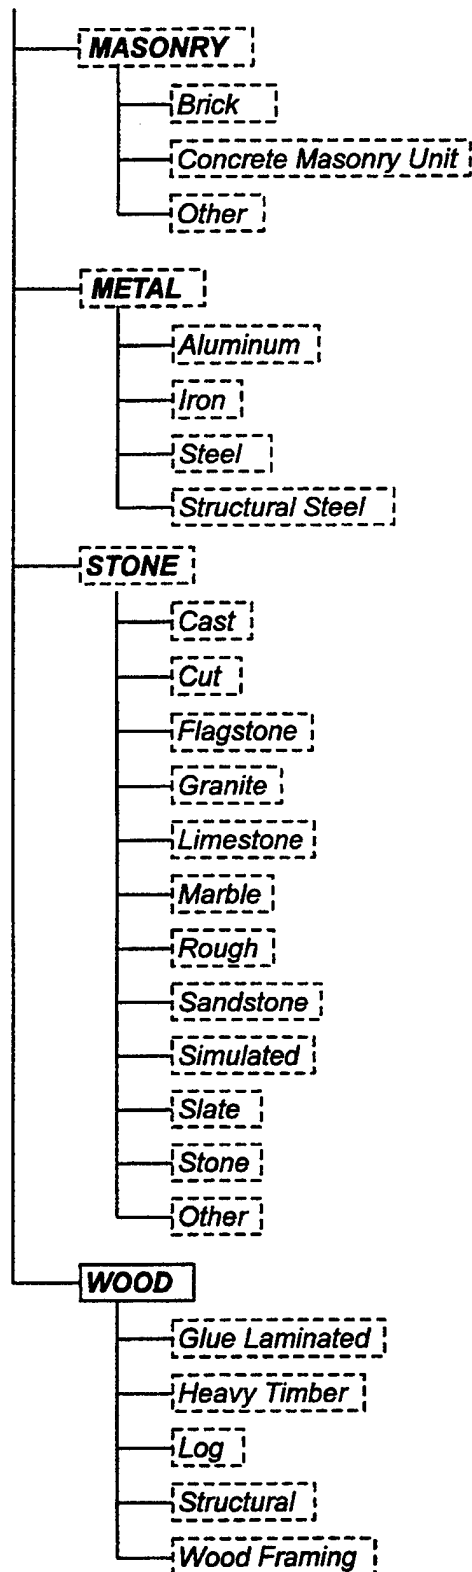 MASONRY
Brick
Concrete Masonry Unit
Other
METAL
Aluminum
Iron
Steel
Structural Steel
STONE
Cast
Cut
Flagstone
Granite
Limestone
Marble
Rough
Sandstone
Simulated
Slate
Stone
Other
WOOD
Glue Laminated
Heavy Timber
Log
Structural
Wood Framing